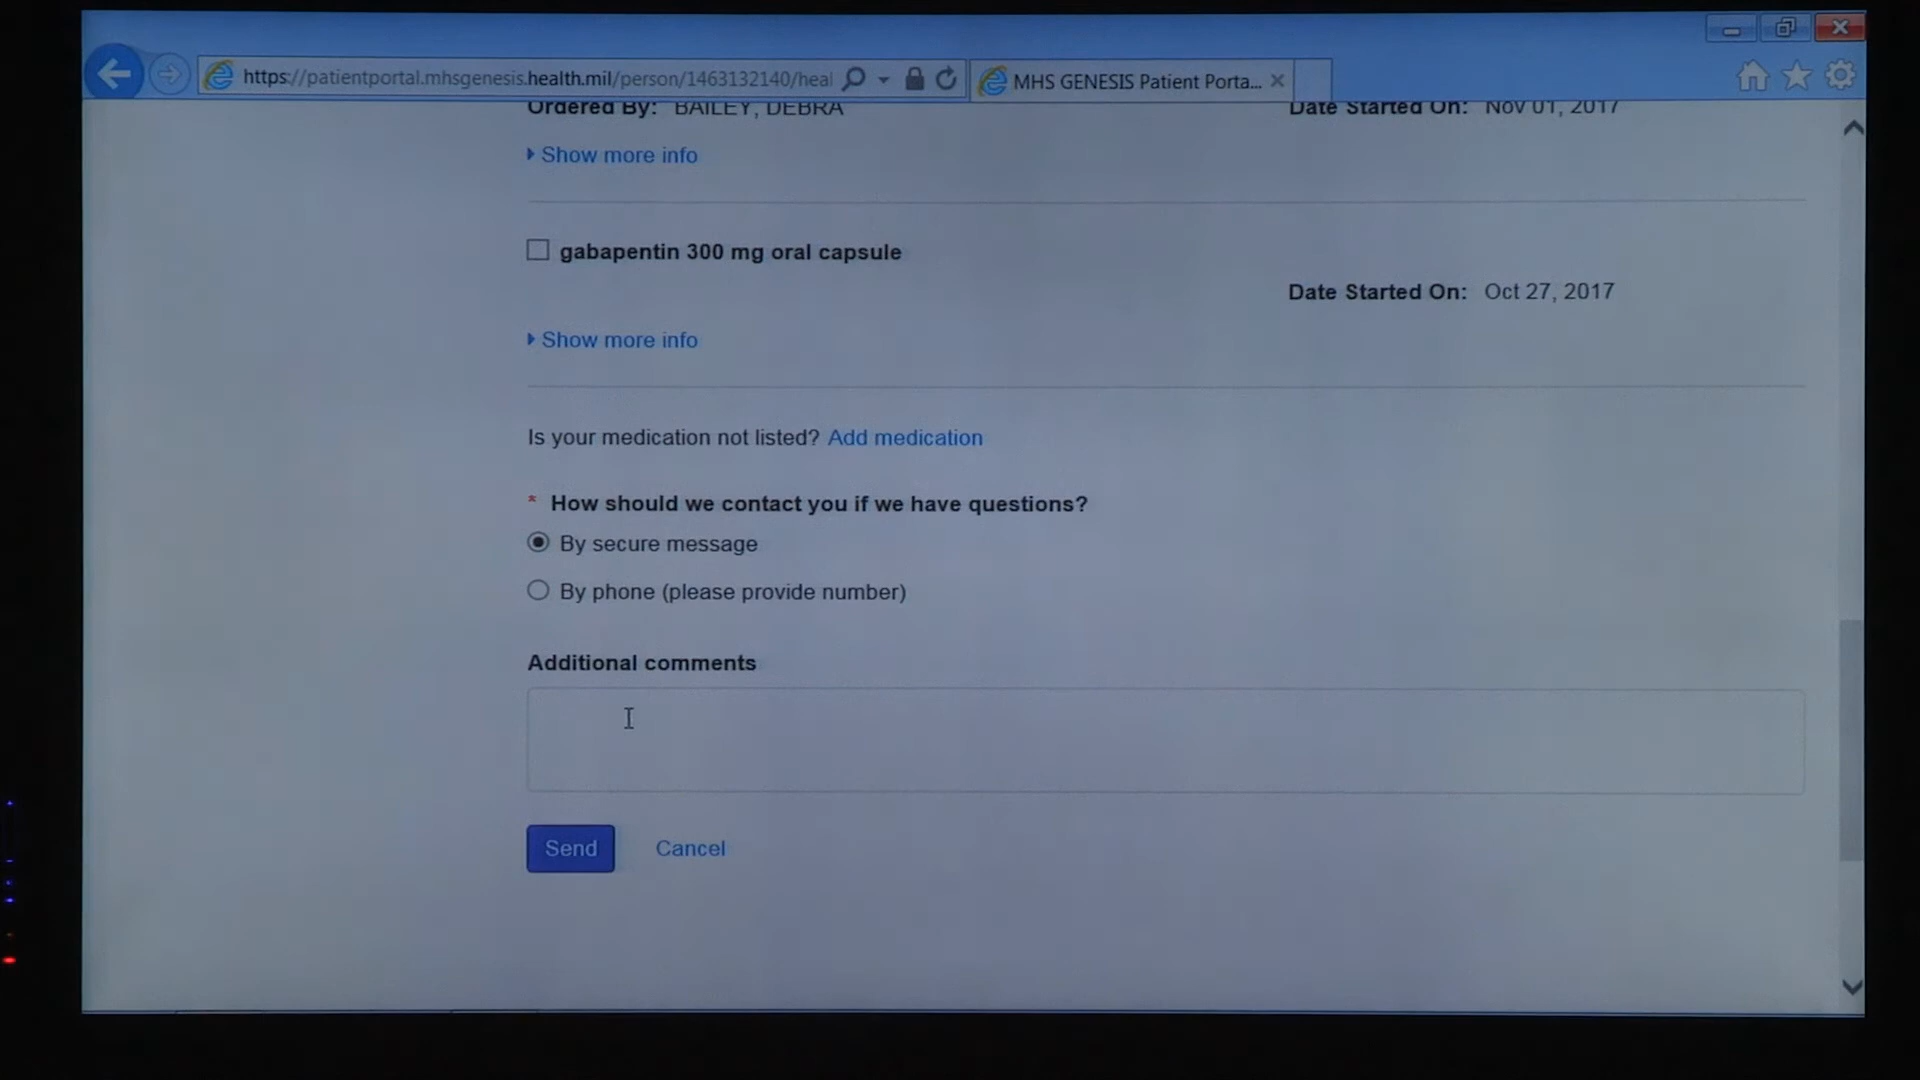 https://patientportal.mhsgenesis.health.mil/person/1463132140/heal
MHS GENESIS Patient Porta...
Ordered By: BAILEY, DEBRA
Date Started On: Nov 01, 2017
Show more info
gabapentin 300 mg oral capsule
Date Started On: Oct 27, 2017
Show more info
Is your medication not listed? Add medication
* How should we contact you if we have questions?
By secure message
By phone (please provide number)
Additional comments
Send Cancel